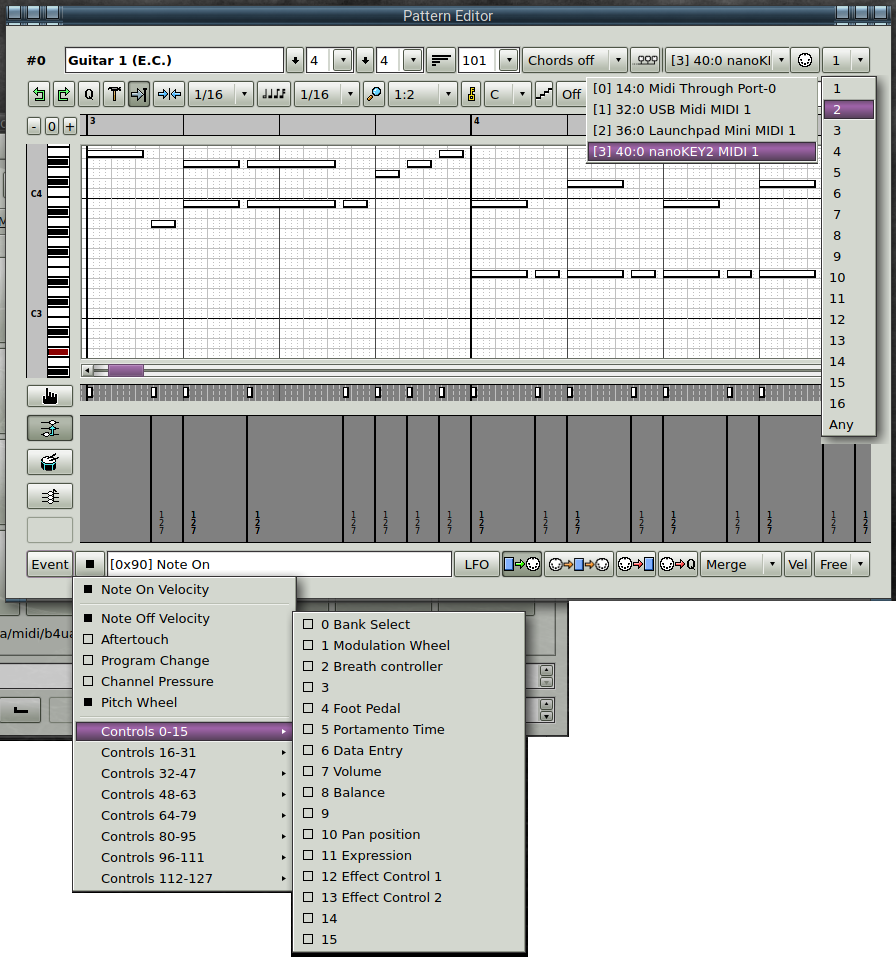 Pattern Editor
#0 Guitar 1 (E.C.) 4 4 101 Chords off [3] 40:0 nanoKI 1
Q 1/16 1/16 1:2 C Off
[0] 14:0 Midi Through Port-0
[1] 32:0 USB Midi MIDI 1
[2] 36:0 Launchpad Mini MIDI 1
[3] 40:0 nanoKEY2 MIDI 1
1
2
3
4
5
6
7
8
9
10
11
12
13
14
15
16
Any
- 0 + 3 4
C4
C3
127 127 127 127 127 127 127 127 127 127 127 127 127 127 127 127
Event [0x90] Note On LFO Merge Vel Free
Note On Velocity
Note Off Velocity
Aftertouch
Program Change
Channel Pressure
Pitch Wheel
Controls 0-15
Controls 16-31
Controls 32-47
Controls 48-63
Controls 64-79
Controls 80-95
Controls 96-111
Controls 112-127
0 Bank Select
1 Modulation Wheel
2 Breath controller
3
4 Foot Pedal
5 Portamento Time
6 Data Entry
7 Volume
8 Balance
9
10 Pan position
11 Expression
12 Effect Control 1
13 Effect Control 2
14
15
a/midi/b4ua